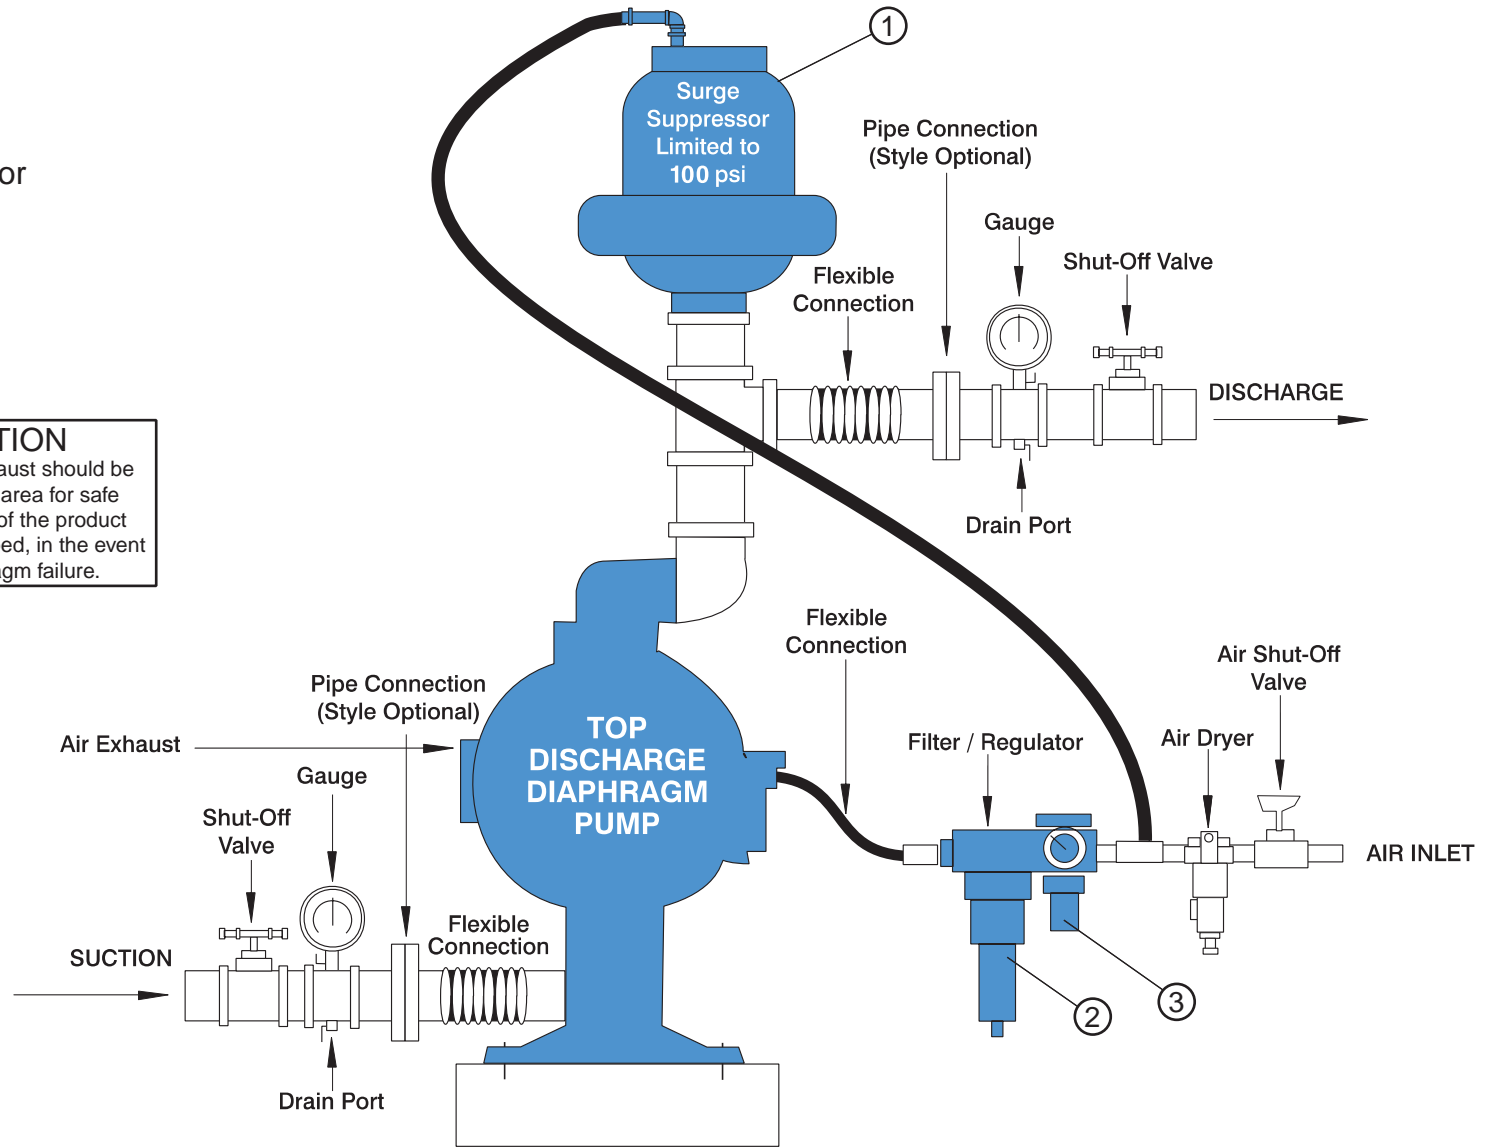 1
Surge
Suppressor
Limited to
100 psi
Pipe Connection
(Style Optional)
or
Gauge
Shut-Off Valve
Flexible
Connection
DISCHARGE
TION
aust should be
area for safe
of the product
ped, in the event
agm failure.
Drain Port
Flexible
Connection
Air Shut-Off
Valve
Pipe Connection
(Style Optional)
Air Exhaust
TOP
DISCHARGE
DIAPHRAGM
PUMP
Filter / Regulator
Air Dryer
Gauge
Shut-Off
Valve
AIR INLET
Flexible
Connection
SUCTION
2
3
Drain Port